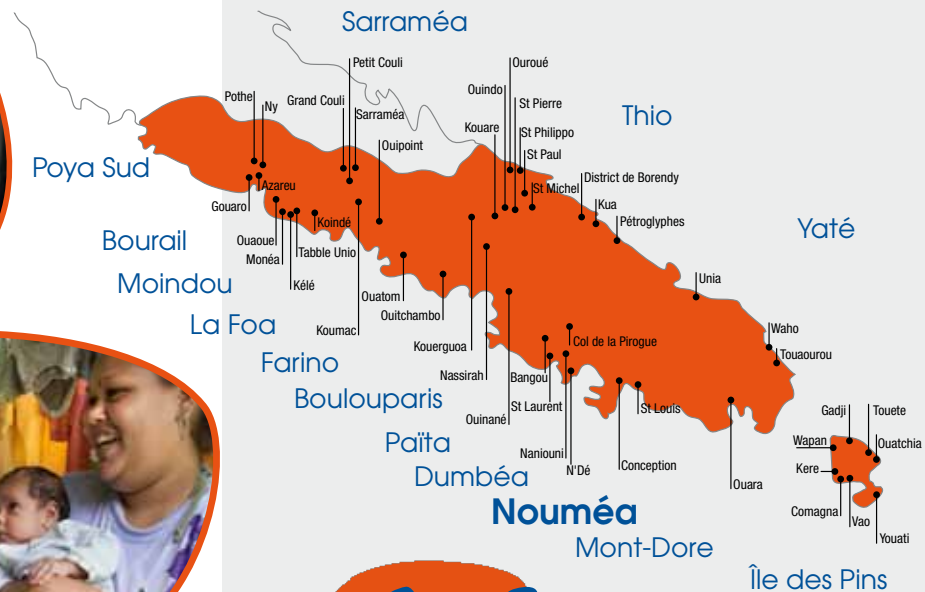 Sarraméa
Petit Couli
Ouroué
Ouindo
Pothe
Ny
Grand Couli
Sarraméa
St Pierre
Thio
Kouare
St Philippo
Ouipoint
St Paul
Poya Sud
Azareu
St Michel
District de Borendy
Gouaro
Koindé
Kua
Pétroglyphes
Yaté
Bourail
Ouaoue
Tabble Unio
Monéa
Moindou
Kélé
Unia
Ouatom
Ouitchambo
La Foa
Koumac
Waho
Col de la Pirogue
Kouerguoa
Touaourou
Farino
Nassirah
Bangou
Boulouparis
St Laurent
St Louis
Gadji
Touete
Ouinané
Païta
Wapan
Ouatchia
Naniouni
Dumbéa
N'Dé
Conception
Kere
Ouara
Nouméa
Comagna
Vao
Youati
Mont-Dore
Île des Pins